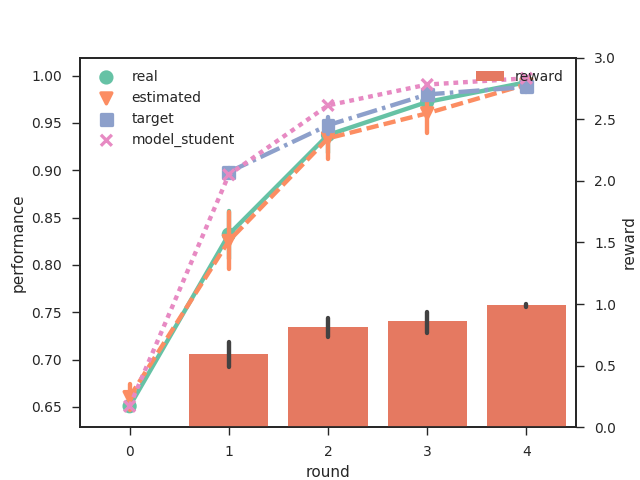 real
estimated
target
model_student
reward
performance
1.00
0.95
0.90
0.85
0.80
0.75
0.70
0.65
3.0
2.5
2.0
1.5
1.0
0.5
0.0
reward
0 1 2 3 4
round